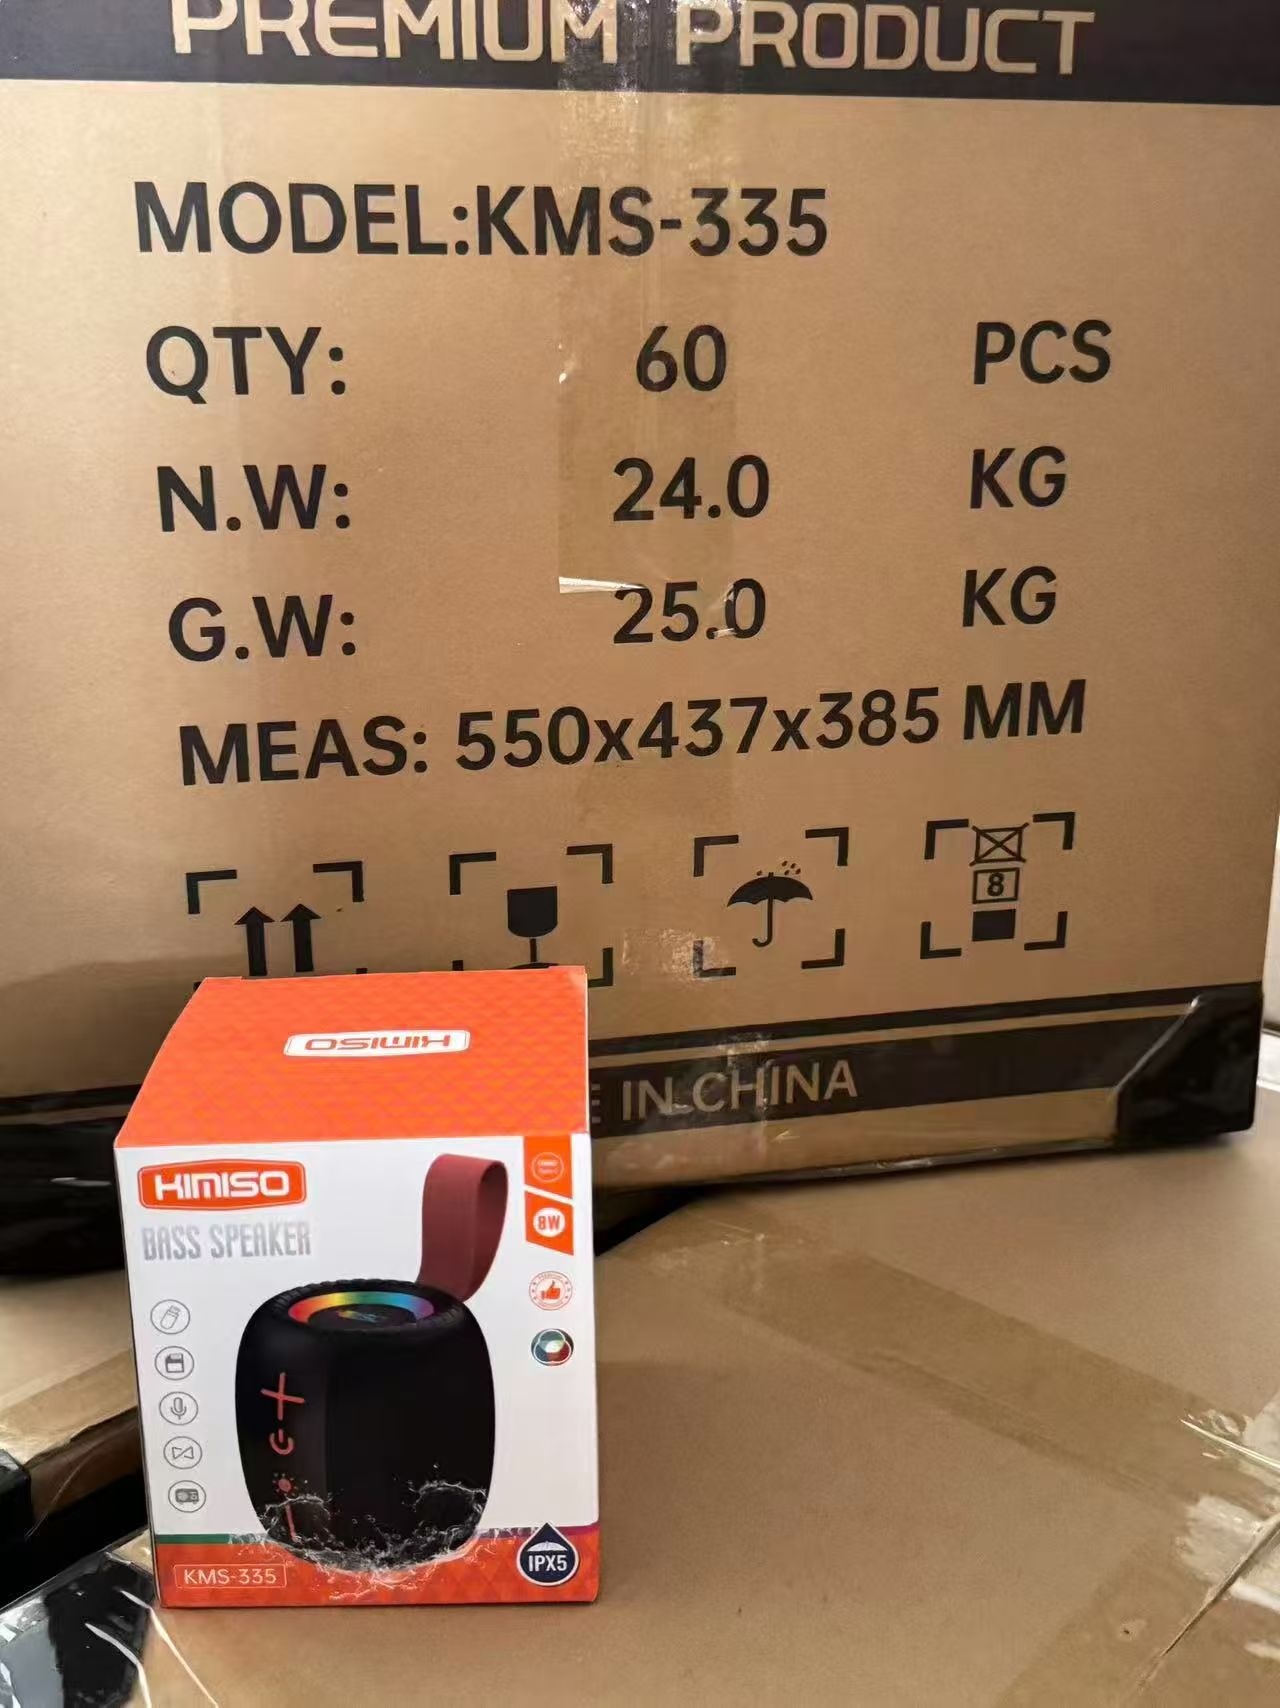 PREMIUM PRODUCT
MODEL:KMS-335
QTY: 60 PCS
N.W: 24.0 KG
G.W: 25.0 KG
MEAS: 550x437x385 MM
8
IN CHINA
KIMISO
KIMISO
BASS SPEAKER
8W
IPX5
KMS-335